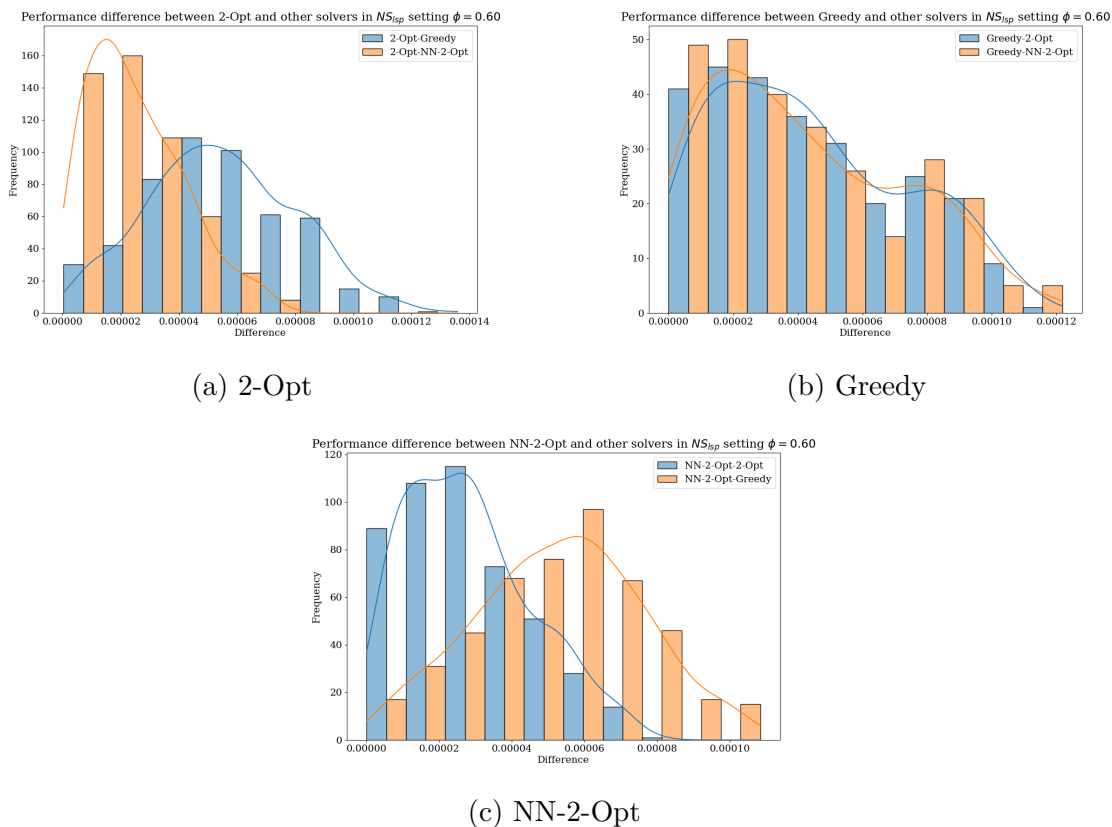 Performance difference between 2-Opt and other solvers in NS_lsp setting ϕ = 0.60
2-Opt-Greedy
2-Opt-NN-2-Opt
Frequency
160
140
120
100
80
60
40
20
0
0.00000 0.00002 0.00004 0.00006 0.00008 0.00010 0.00012 0.00014
Difference
(a) 2-Opt
Performance difference between Greedy and other solvers in NS_lsp setting ϕ = 0.60
Greedy-2-Opt
Greedy-NN-2-Opt
Frequency
50
40
30
20
10
0
0.00000 0.00002 0.00004 0.00006 0.00008 0.00010 0.00012
Difference
(b) Greedy
Performance difference between NN-2-Opt and other solvers in NS_lsp setting ϕ = 0.60
NN-2-Opt-2-Opt
NN-2-Opt-Greedy
Frequency
120
100
80
60
40
20
0
0.00000 0.00002 0.00004 0.00006 0.00008 0.00010
Difference
(c) NN-2-Opt